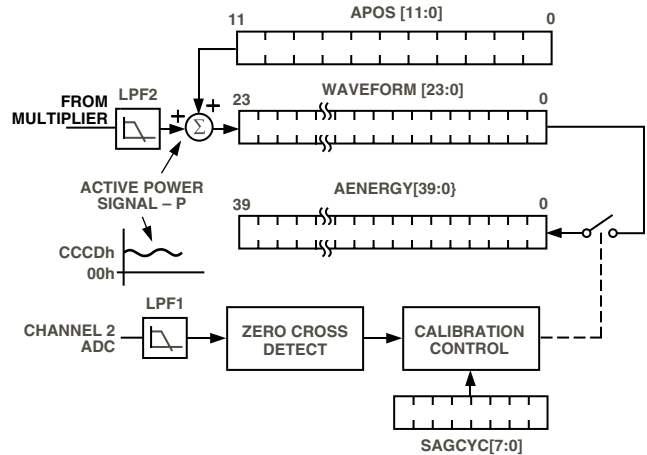 APOS [11:0]
11
0
LPF2
FROM
MULTIPLIER
+
+
Σ
WAVEFORM [23:0]
23
0
ACTIVE POWER
SIGNAL – P
AENERGY[39:0}
39
0
CCCDh
00h
LPF1
CHANNEL 2
ADC
ZERO CROSS
DETECT
CALIBRATION
CONTROL
SAGCYC[7:0]